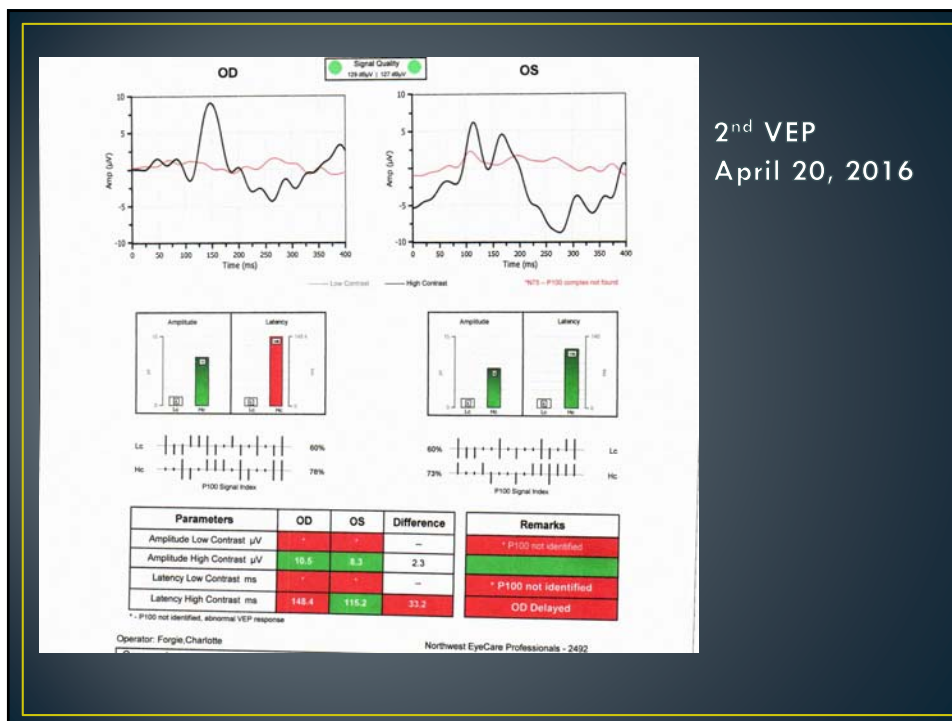 OD
Signal Quality
129 dBµV | 127 dBµV
OS
2nd VEP
April 20, 2016
10
5
0
-5
-10
Amp (µV)
0 50 100 150 200 250 300 350 400
Time (ms)
10
5
0
-5
-10
Amp (µV)
0 50 100 150 200 250 300 350 400
Time (ms)
Low Contrast
High Contrast
*N75 – P100 complex not found
Amplitude
Latency
Lc Hc
Lc Hc
Amplitude
Latency
Lc Hc
Lc Hc
Lc 60%
Hc 76%
P100 Signal Index
60% Lc
73% Hc
P100 Signal Index
Parameters OD OS Difference
Amplitude Low Contrast µV * * --
Amplitude High Contrast µV 10.5 8.3 2.3
Latency Low Contrast ms * * --
Latency High Contrast ms 148.4 115.2 33.2
Remarks
* P100 not identified
* P100 not identified
OD Delayed
* - P100 not identified, abnormal VEP response
Operator: Forgie,Charlotte
Northwest EyeCare Professionals - 2492